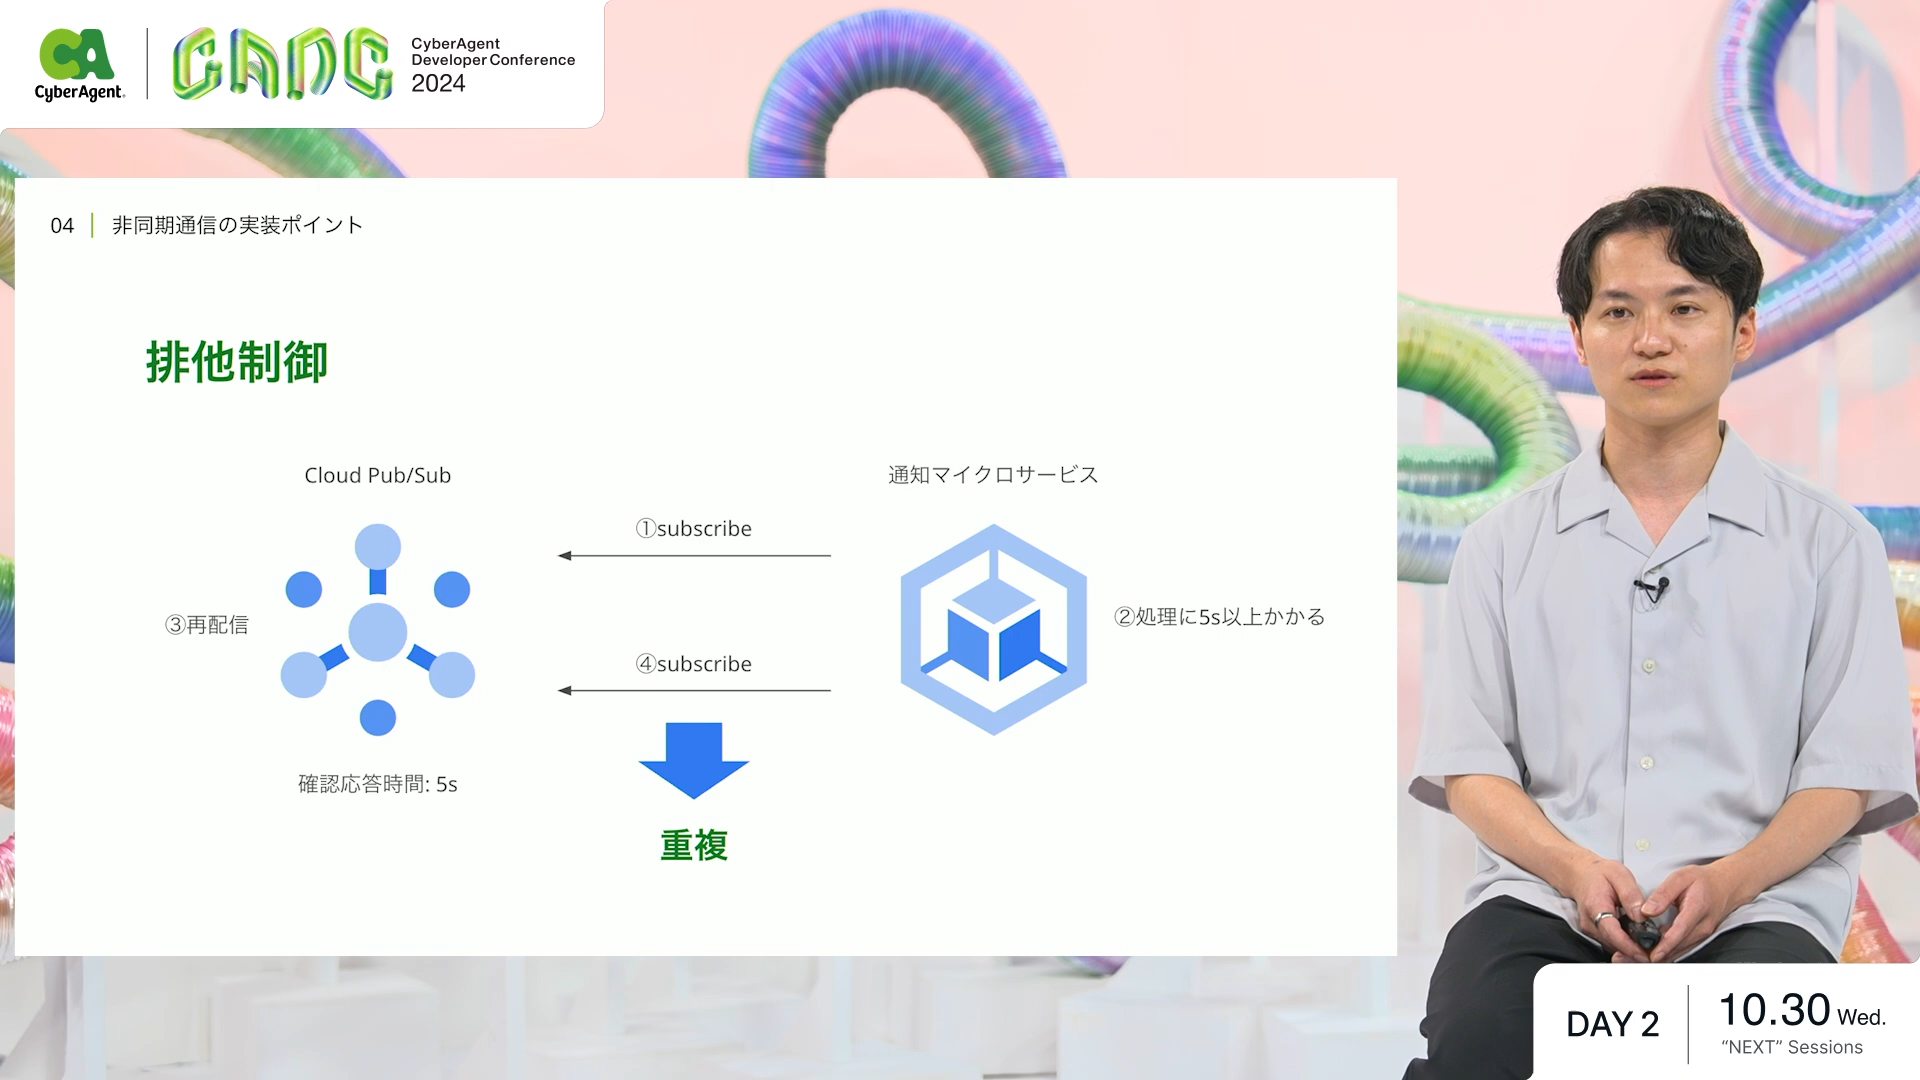 CyberAgent
CADC
CyberAgent
Developer Conference
2024
04
非同期通信の実装ポイント
排他制御
Cloud Pub/Sub
通知マイクロサービス
①subscribe
③再配信
②処理に5s以上かかる
④subscribe
確認応答時間: 5s
重複
DAY 2
10.30 Wed.
“NEXT” Sessions